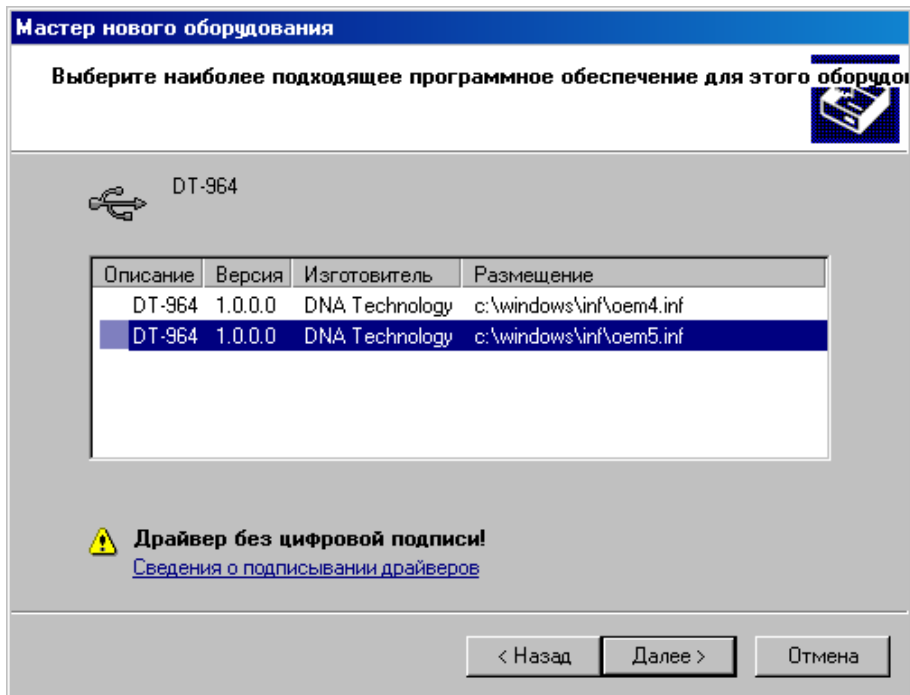 Мастер нового оборудования
Выберите наиболее подходящее программное обеспечение для этого оборудо
DT-964
Описание Версия Изготовитель Размещение
DT-964 1.0.0.0 DNA Technology c:\windows\inf\oem4.inf
DT-964 1.0.0.0 DNA Technology c:\windows\inf\oem5.inf
Драйвер без цифровой подписи!
Сведения о подписывании драйверов
< Назад Далее > Отмена